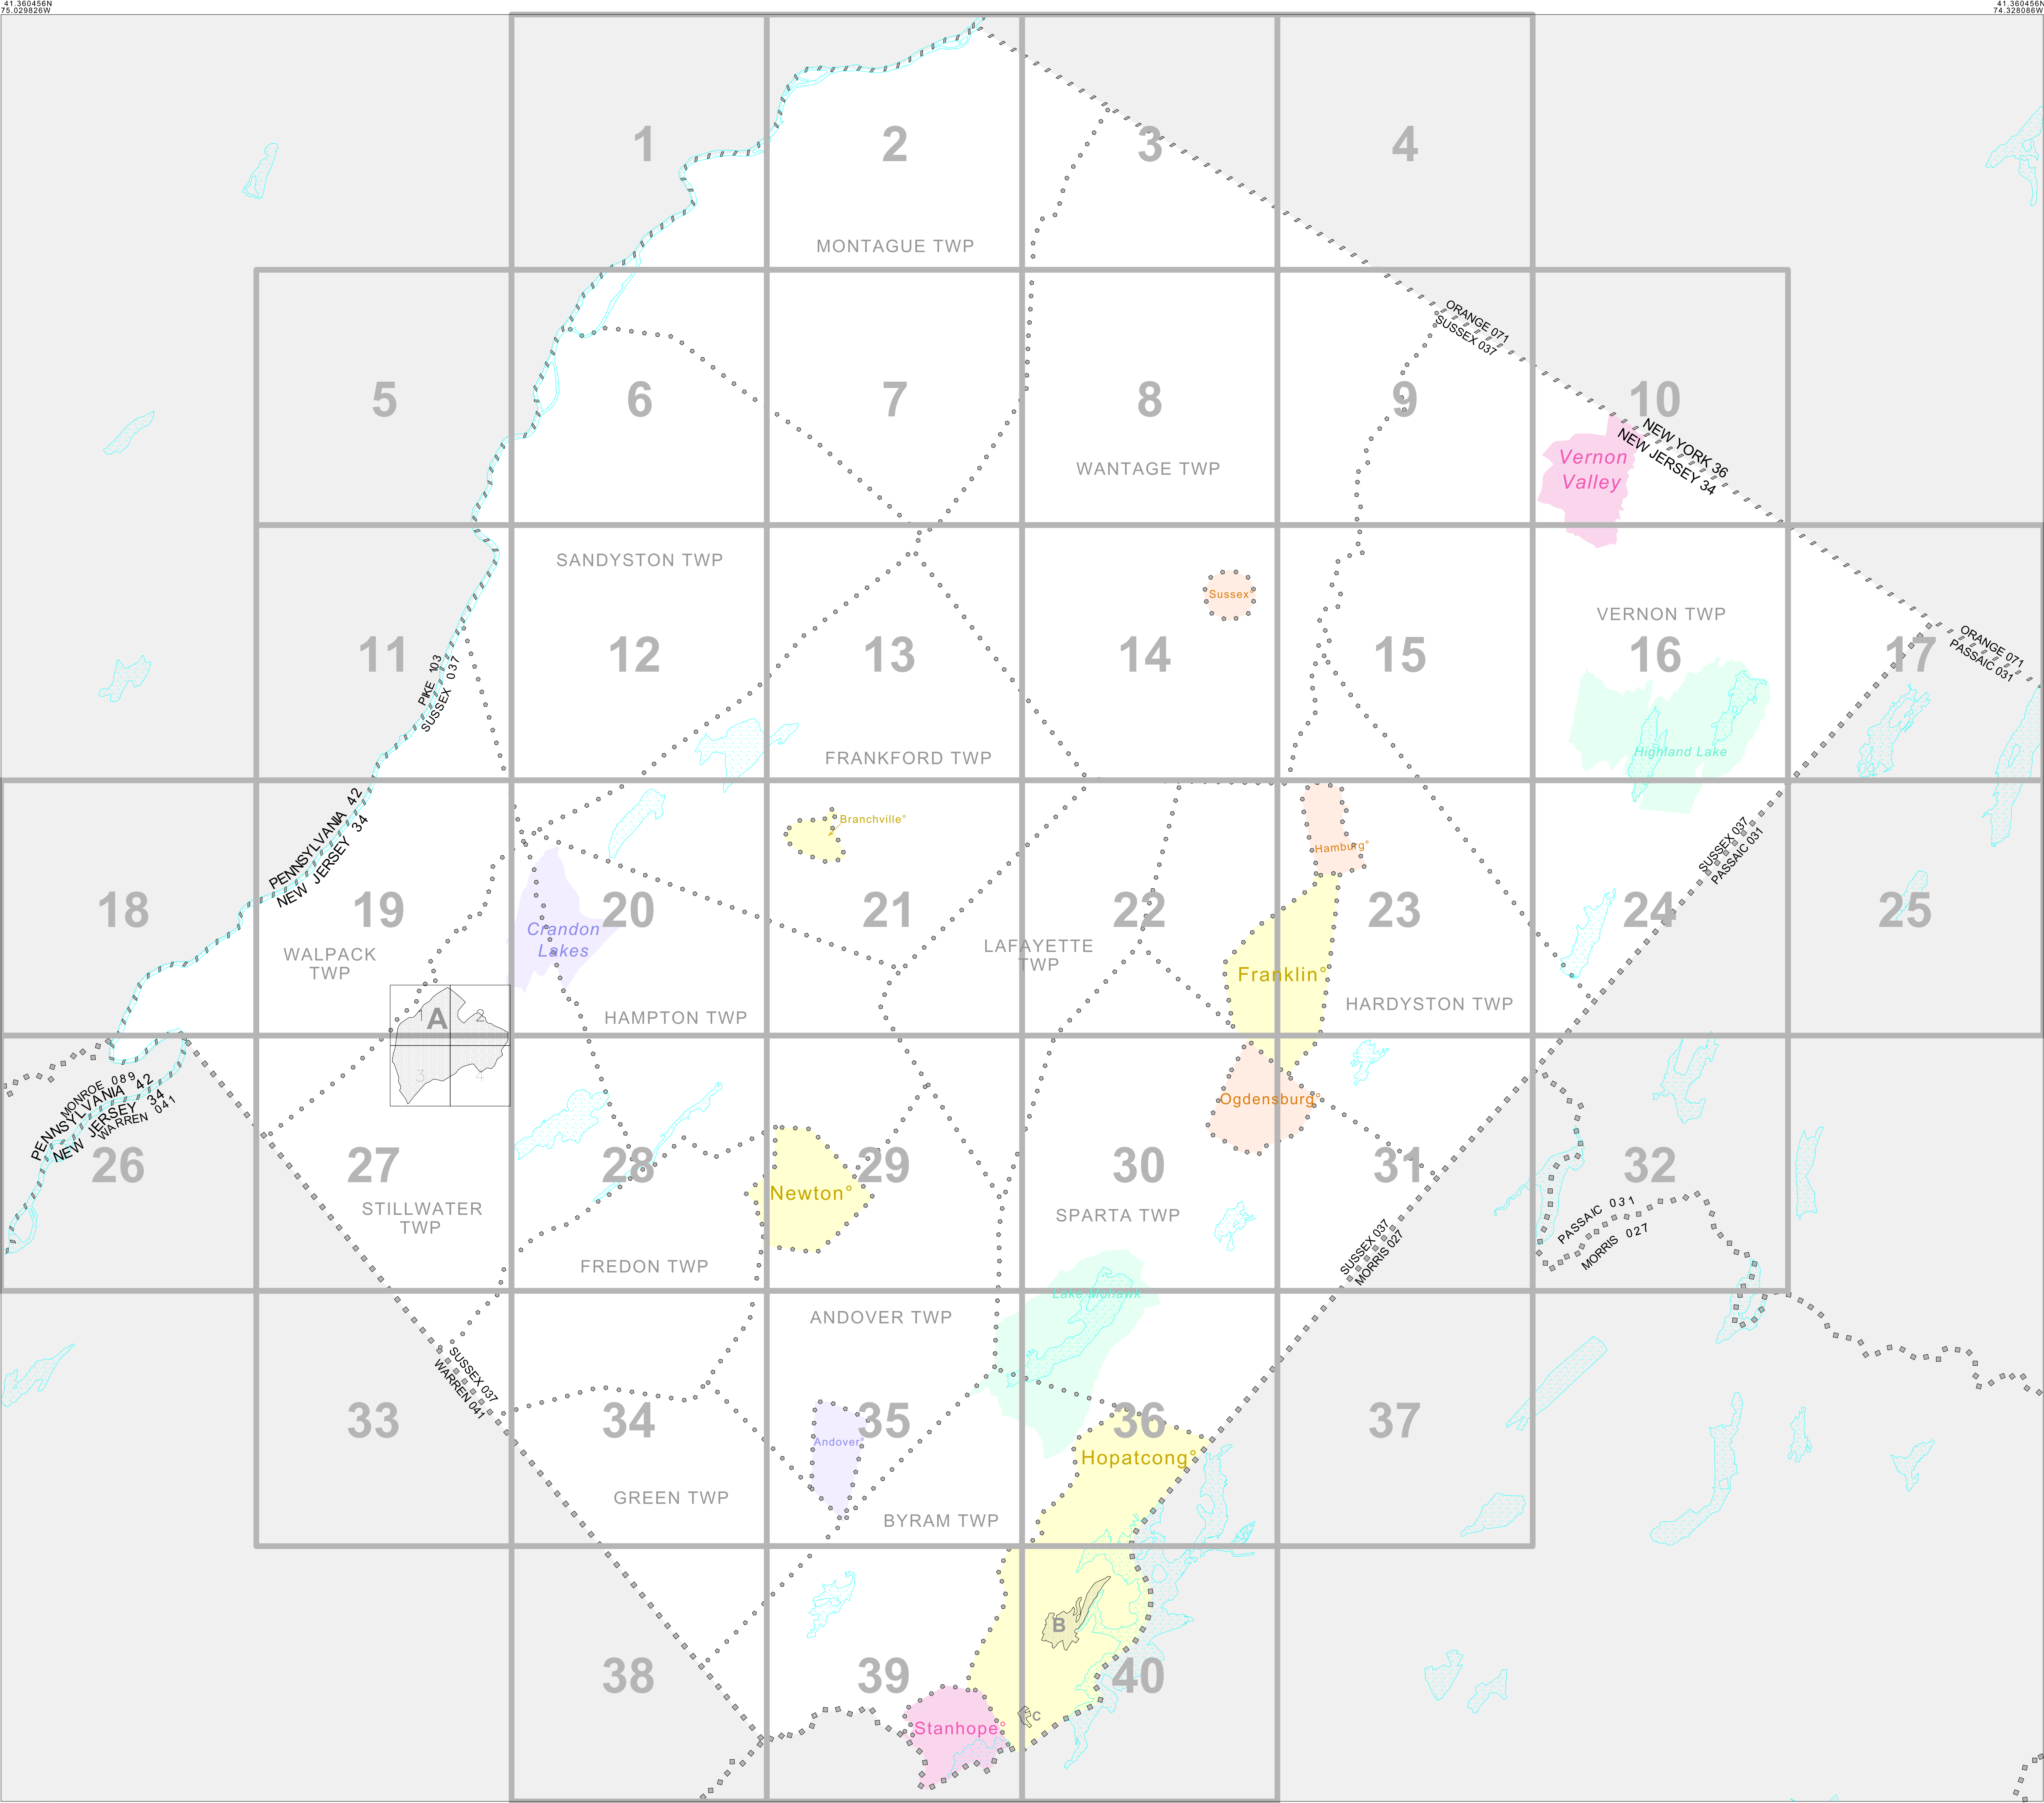 41.360456N
75.029826W
41.360456N
74.328086W
1
2
3
4
MONTAGUE TWP
ORANGE 071
SUSSEX 037
5
6
7
8
9
10
NEW YORK 36
NEW JERSEY 34
Vernon
Valley
WANTAGE TWP
SANDYSTON TWP
Sussex°
VERNON TWP
ORANGE 071
PASSAIC 031
11
12
13
14
15
16
17
PIKE 103
SUSSEX 037
Highland Lake
FRANKFORD TWP
PENNSYLVANIA 42
NEW JERSEY 34
Branchville°
Hamburg°
SUSSEX 037
PASSAIC 031
18
19
20
21
22
23
24
25
Crandon
Lakes
WALPACK
TWP
LAFAYETTE
TWP
Franklin°
HARDYSTON TWP
HAMPTON TWP
A
1
2
3
4
MONROE 089
PENNSYLVANIA 42
NEW JERSEY 34
WARREN 041
Ogdensburg°
26
27
28
29
30
31
32
Newton°
STILLWATER
TWP
SPARTA TWP
PASSAIC 031
MORRIS 027
SUSSEX 037
MORRIS 027
FREDON TWP
Lake Mohawk
ANDOVER TWP
SUSSEX 037
WARREN 041
33
34
35
36
37
Andover°
Hopatcong°
GREEN TWP
BYRAM TWP
B
38
39
40
C
Stanhope°